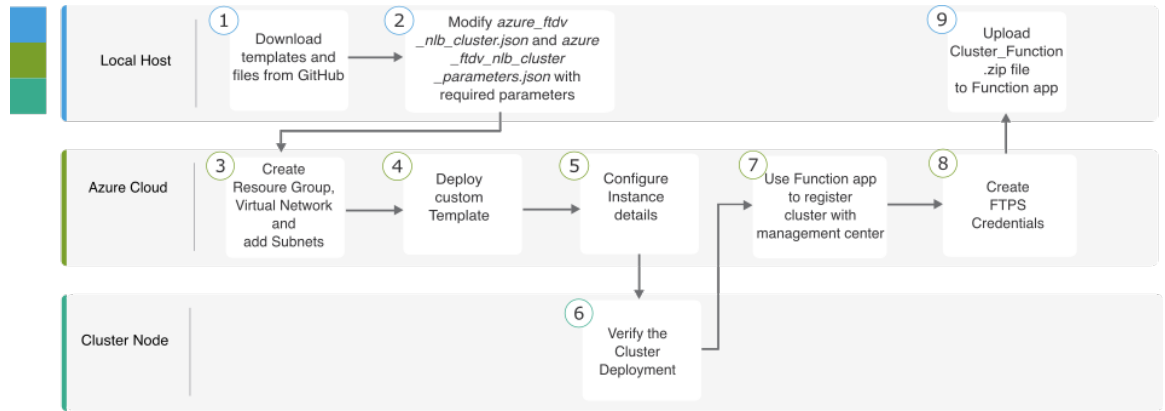 Local Host
1
Download
templates and
files from GitHub
2
Modify azure_ftdv
_nlb_cluster.json and azure
_ftdv_nlb_cluster
_parameters.json with
required parameters
9
Upload
Cluster_Function
.zip file
to Function app
Azure Cloud
3
Create
Resoure Group,
Virtual Network
and
add Subnets
4
Deploy
custom
Template
5
Configure
Instance
details
7
Use Function app
to register
cluster with
management center
8
Create
FTPS
Credentials
Cluster Node
6
Verify the
Cluster
Deployment